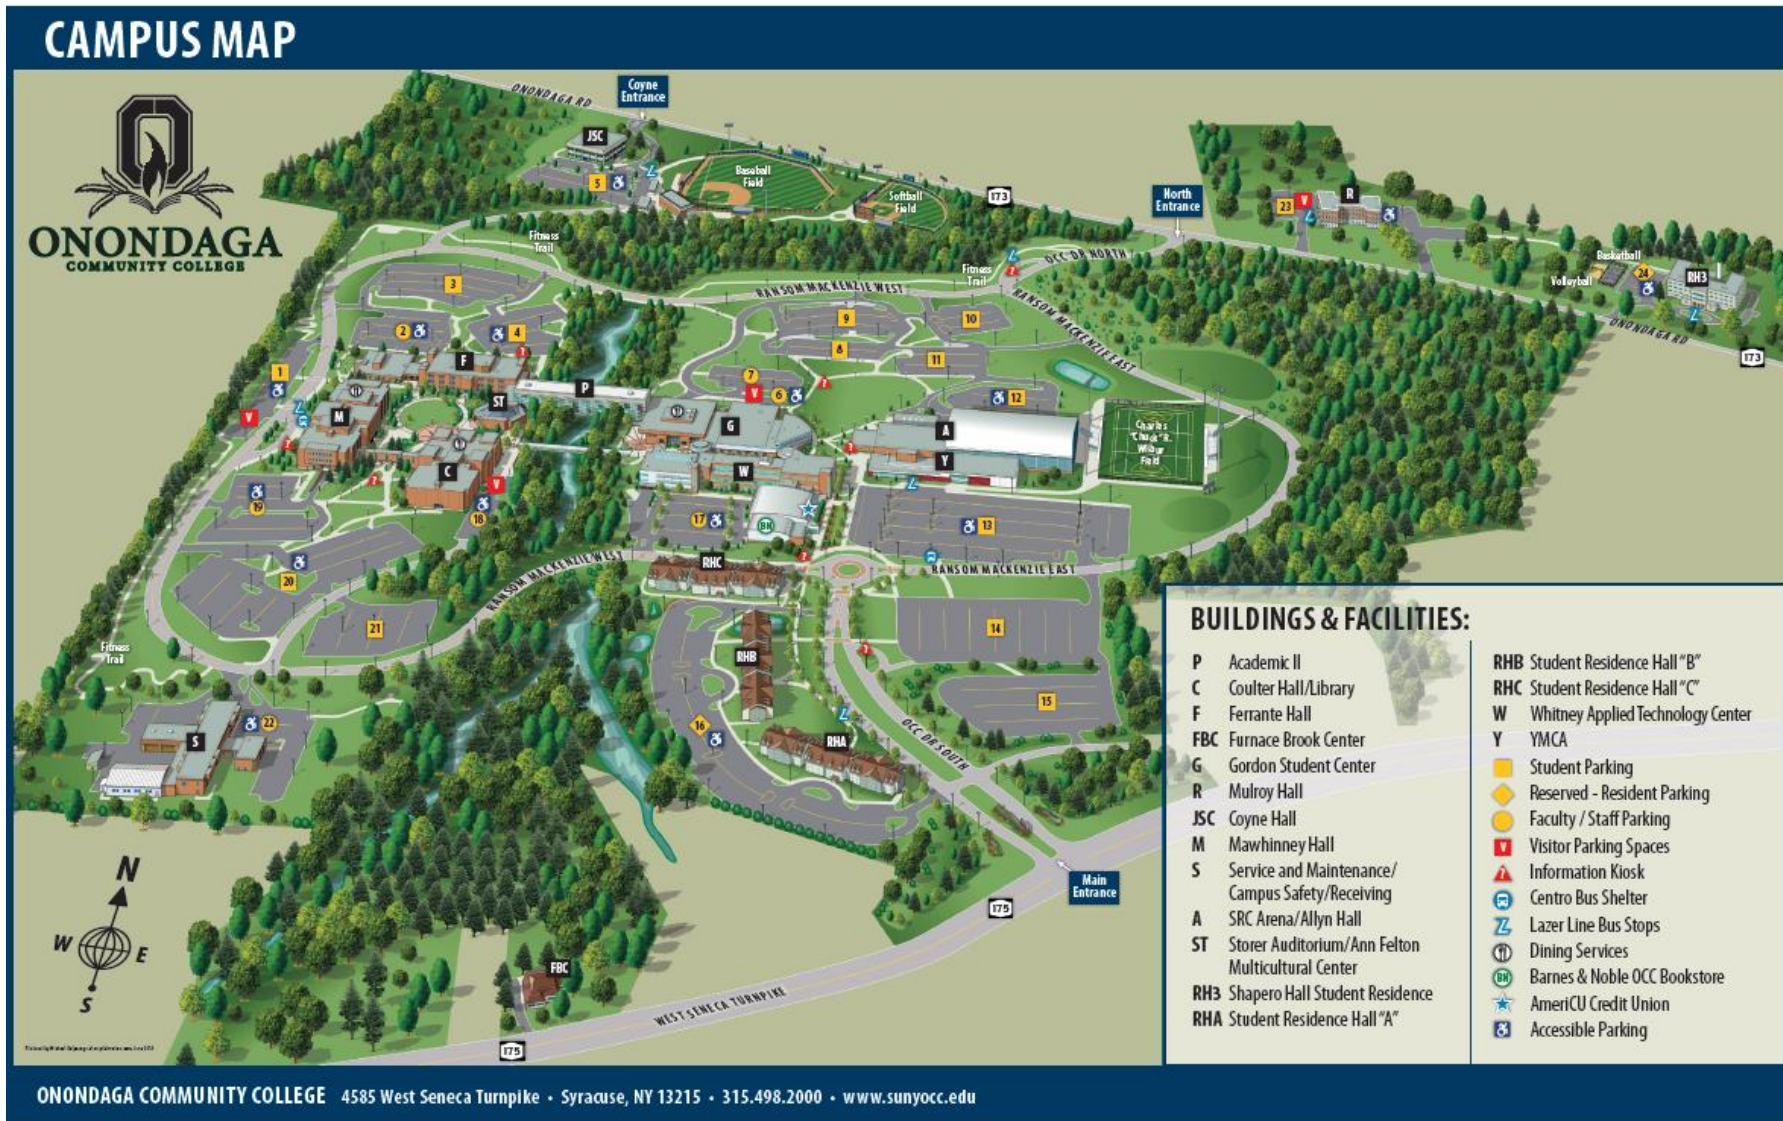 CAMPUS MAP
ONONDAGA
COMMUNITY COLLEGE
ONONDAGA RD
Coyne
Entrance
JSC
5
Baseball
Field
Softball
Field
173
North
Entrance
23
V
R
Basketball
Volleyball
24
RH3
ONONDAGA RD
173
Fitness
Trail
Fitness
Trail
OCC DR NORTH
RANSOM MACKENZIE WEST
RANSOM MACKENZIE EAST
3
2
4
9
10
8
11
7
V
6
12
1
V
F
P
ST
M
G
A
Charles
"Chuck" R.
Wilbur
Field
C
V
W
Y
19
18
17
BN
13
20
RANSOM MACKENZIE WEST
RHC
RANSOM MACKENZIE EAST
21
14
RHB
Fitness
Trail
15
16
22
S
RHA
OCC DR SOUTH
Main
Entrance
175
N
W
E
S
FBC
WEST SENECA TURNPIKE
175
BUILDINGS & FACILITIES:
P Academic II
C Coulter Hall/Library
F Ferrante Hall
FBC Furnace Brook Center
G Gordon Student Center
R Mulroy Hall
JSC Coyne Hall
M Mawhinney Hall
S Service and Maintenance/
Campus Safety/Receiving
A SRC Arena/Allyn Hall
ST Storer Auditorium/Ann Felton
Multicultural Center
RH3 Shapero Hall Student Residence
RHA Student Residence Hall "A"
RHB Student Residence Hall "B"
RHC Student Residence Hall "C"
W Whitney Applied Technology Center
Y YMCA
Student Parking
Reserved - Resident Parking
Faculty / Staff Parking
V Visitor Parking Spaces
? Information Kiosk
Centro Bus Shelter
Lazer Line Bus Stops
Dining Services
BN Barnes & Noble OCC Bookstore
AmeriCU Credit Union
Accessible Parking
ONONDAGA COMMUNITY COLLEGE 4585 West Seneca Turnpike • Syracuse, NY 13215 • 315.498.2000 • www.sunyocc.edu